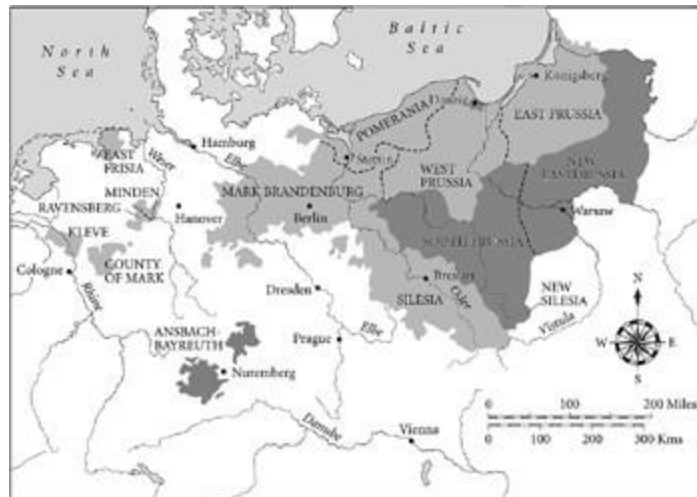 North
Sea
Baltic
Sea
Königsberg
Danzig
POMERANIA
EAST PRUSSIA
Hamburg
Elbe
Weser
EAST
FRISIA
Stettin
WEST
PRUSSIA
NEW
EAST PRUSSIA
MINDEN
RAVENSBERG
Hanover
MARK BRANDENBURG
Berlin
Warsaw
KLEVE
SOUTH PRUSSIA
Cologne
COUNTY
OF MARK
Rhine
Dresden
Breslau
Oder
SILESIA
NEW
SILESIA
Vistula
N
W
E
S
ANSBACH-
BAYREUTH
Prague
Elbe
Nuremberg
Danube
Vienna
0 100 200 Miles
0 100 200 300 Kms